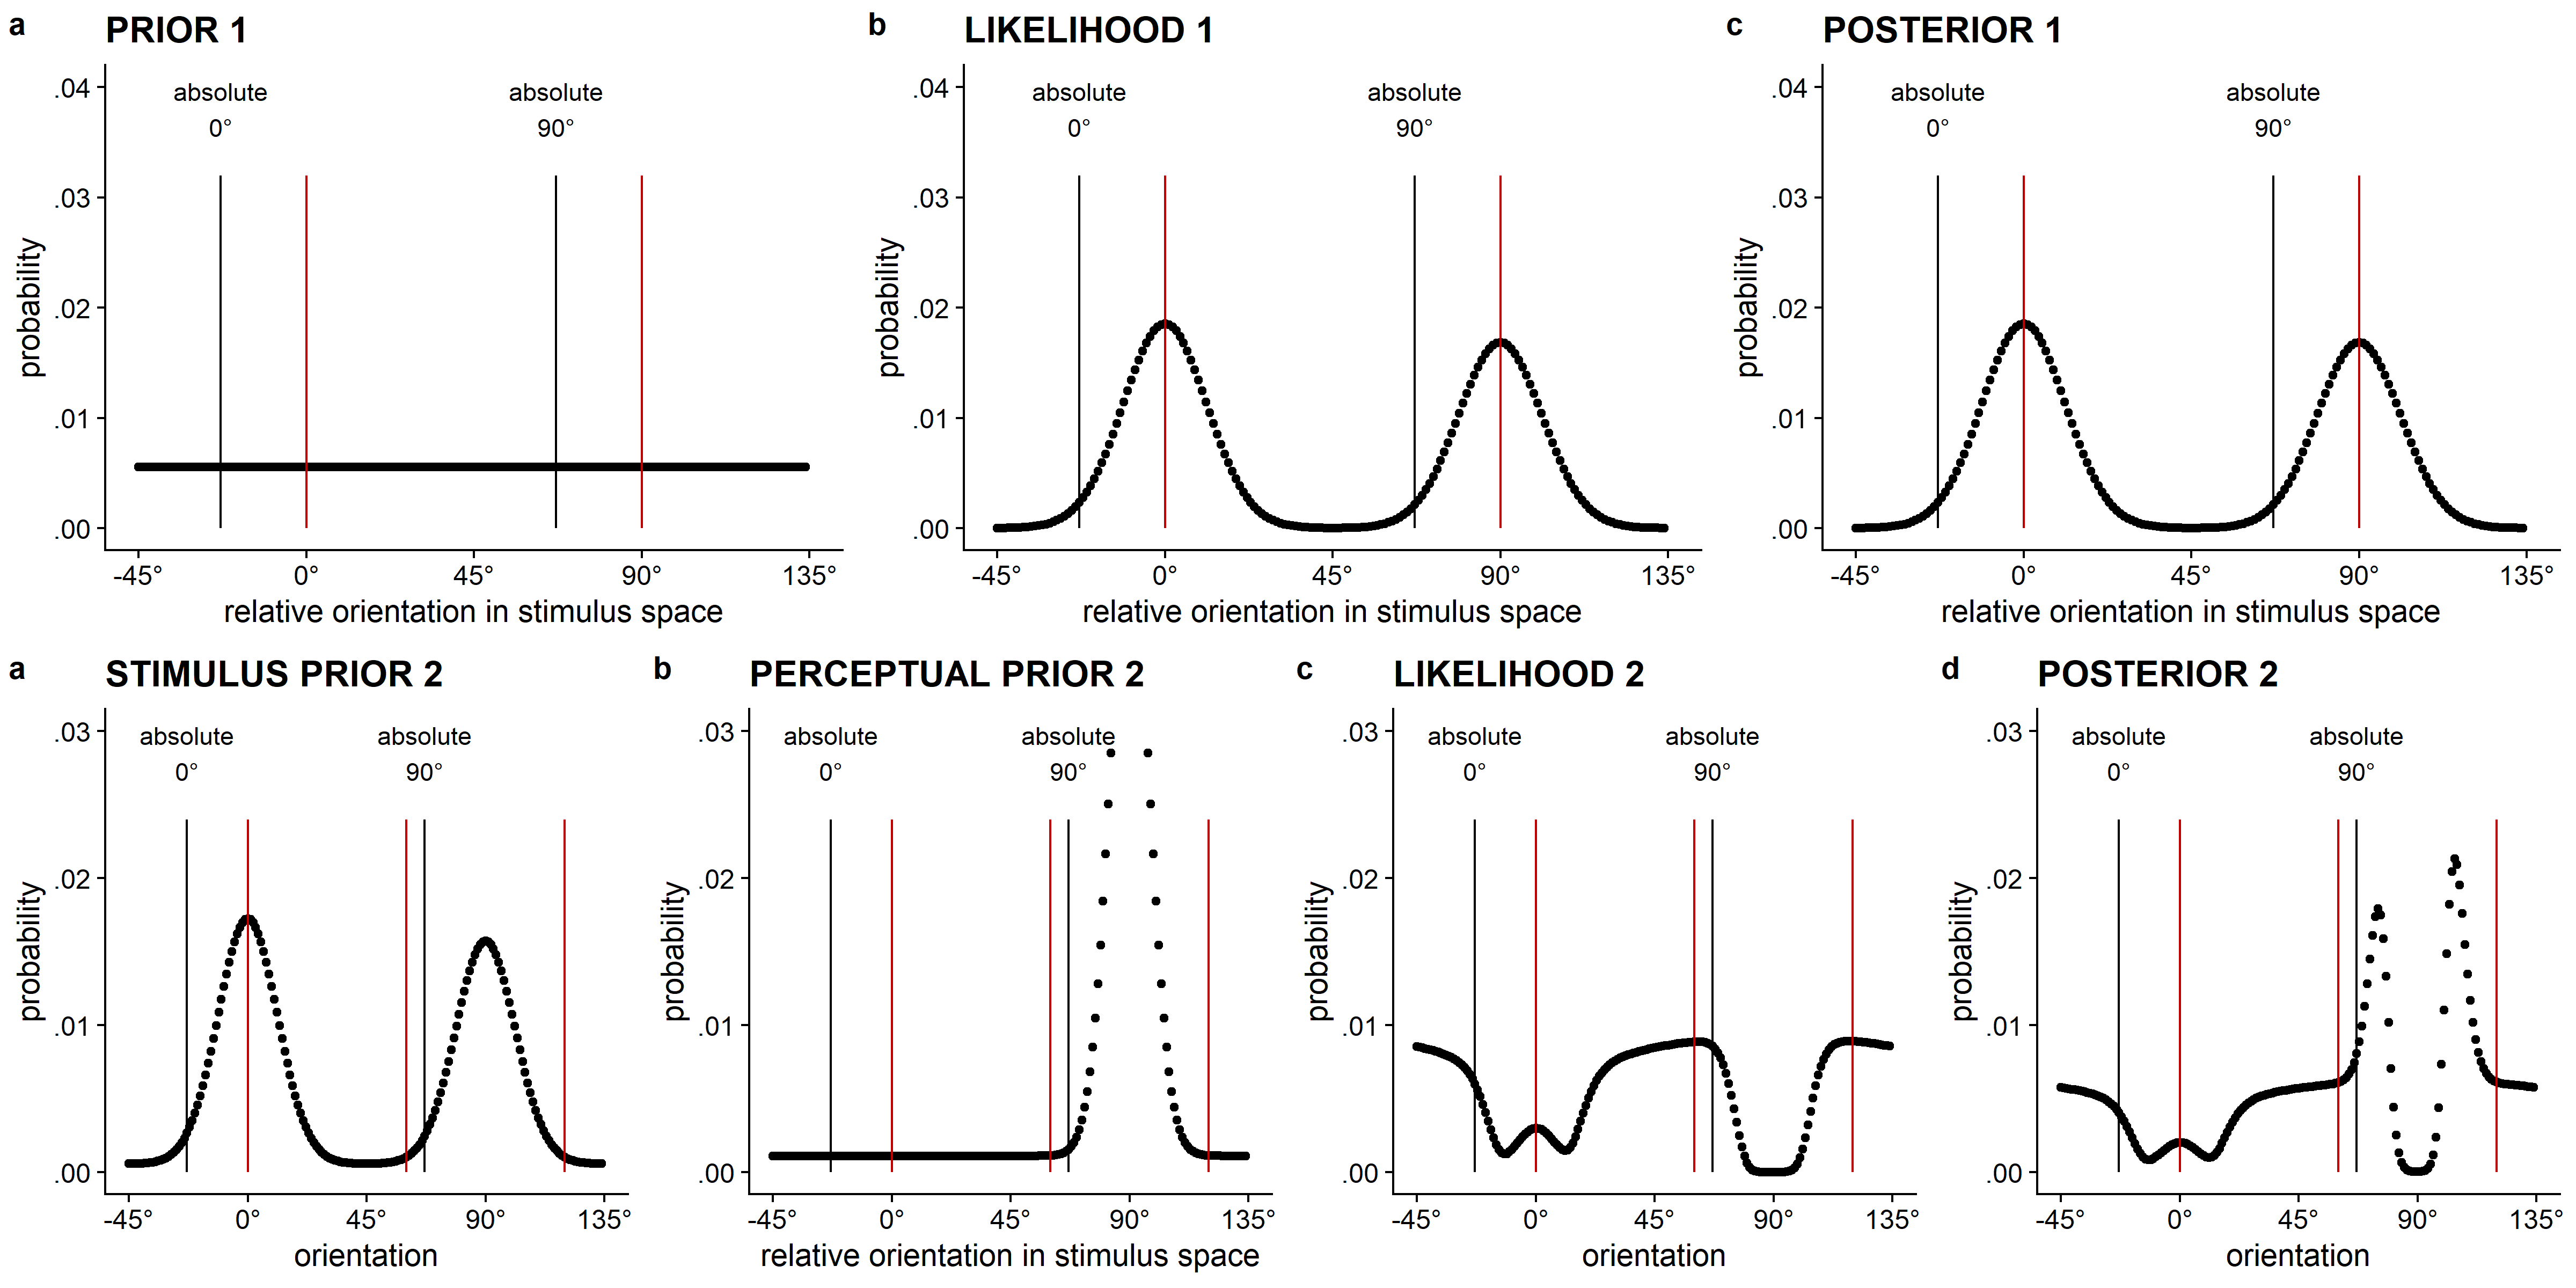 a PRIOR 1
absolute
0°
absolute
90°
.04
.03
.02
.01
.00
probability
-45° 0° 45° 90° 135°
relative orientation in stimulus space
b LIKELIHOOD 1
absolute
0°
absolute
90°
.04
.03
.02
.01
.00
probability
-45° 0° 45° 90° 135°
relative orientation in stimulus space
c POSTERIOR 1
absolute
0°
absolute
90°
.04
.03
.02
.01
.00
probability
-45° 0° 45° 90° 135°
relative orientation in stimulus space
a STIMULUS PRIOR 2
absolute
0°
absolute
90°
.03
.02
.01
.00
probability
-45° 0° 45° 90° 135°
orientation
b PERCEPTUAL PRIOR 2
absolute
0°
absolute
90°
.03
.02
.01
.00
probability
-45° 0° 45° 90° 135°
relative orientation in stimulus space
c LIKELIHOOD 2
absolute
0°
absolute
90°
.03
.02
.01
.00
probability
-45° 0° 45° 90° 135°
orientation
d POSTERIOR 2
absolute
0°
absolute
90°
.03
.02
.01
.00
probability
-45° 0° 45° 90° 135°
orientation